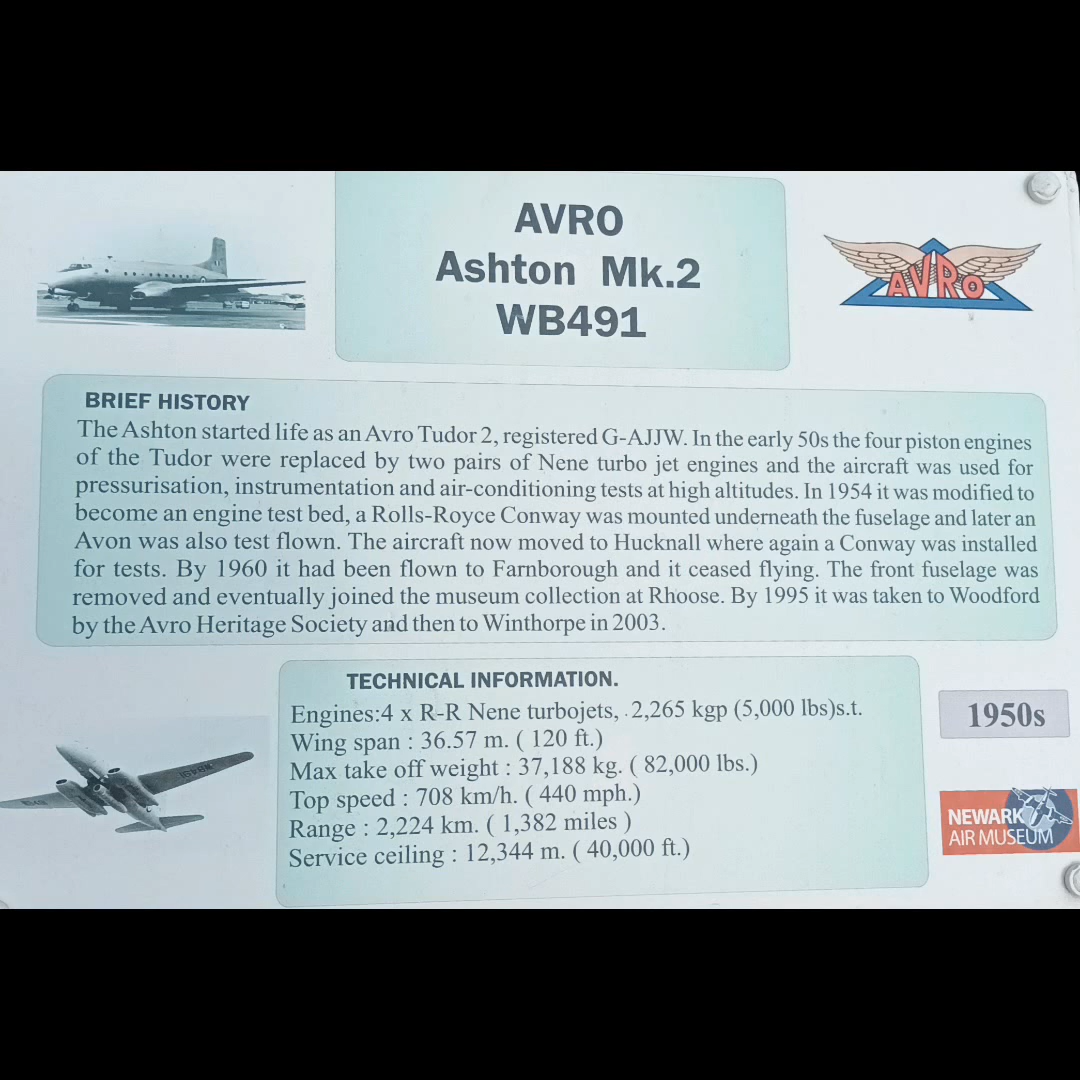 AVRO
Ashton Mk.2
WB491
AVRO
BRIEF HISTORY
The Ashton started life as an Avro Tudor 2, registered G-AJJW. In the early 50s the four piston engines
of the Tudor were replaced by two pairs of Nene turbo jet engines and the aircraft was used for
pressurisation, instrumentation and air-conditioning tests at high altitudes. In 1954 it was modified to
become an engine test bed, a Rolls-Royce Conway was mounted underneath the fuselage and later an
Avon was also test flown. The aircraft now moved to Hucknall where again a Conway was installed
for tests. By 1960 it had been flown to Farnborough and it ceased flying. The front fuselage was
removed and eventually joined the museum collection at Rhoose. By 1995 it was taken to Woodford
by the Avro Heritage Society and then to Winthorpe in 2003.
TECHNICAL INFORMATION.
Engines:4 x R-R Nene turbojets, 2,265 kgp (5,000 lbs)s.t.
Wing span : 36.57 m. ( 120 ft.)
Max take off weight : 37,188 kg. ( 82,000 lbs.)
Top speed : 708 km/h. ( 440 mph.)
Range : 2,224 km. ( 1,382 miles )
Service ceiling : 12,344 m. ( 40,000 ft.)
1950s
NEWARK
AIR MUSEUM